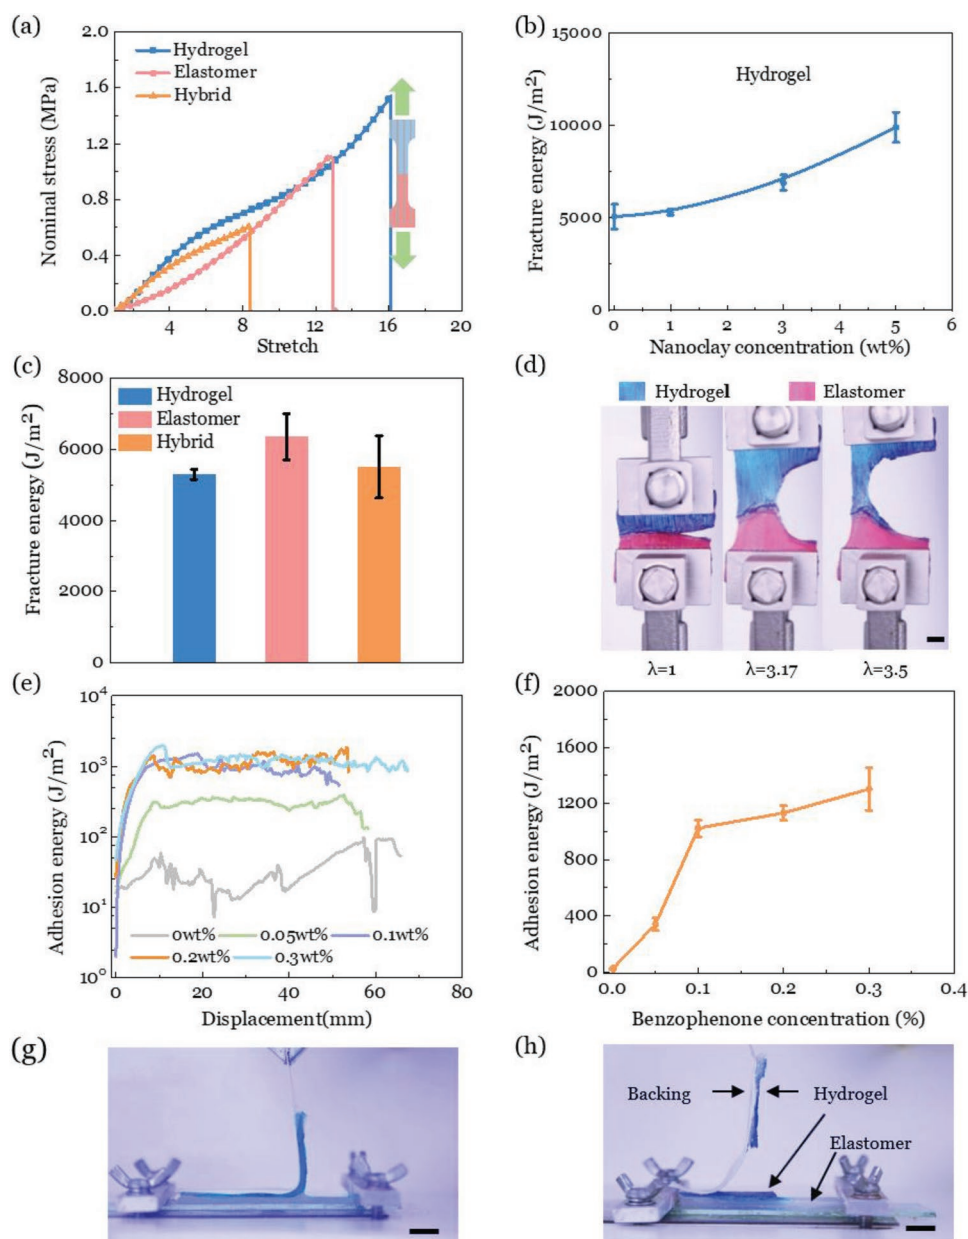 (a)
2.0
1.6
1.2
0.8
0.4
0.0
Nominal stress (MPa)
Hydrogel
Elastomer
Hybrid
4
8
12
16
20
Stretch
(b)
15000
10000
5000
0
Fracture energy (J/m²)
Hydrogel
0
1
2
3
4
5
6
Nanoclay concentration (wt%)
(c)
8000
6000
4000
2000
0
Fracture energy (J/m²)
Hydrogel
Elastomer
Hybrid
(d)
Hydrogel
Elastomer
λ=1
λ=3.17
λ=3.5
(e)
10⁴
10³
10²
10¹
10⁰
Adhesion energy (J/m²)
0wt%
0.05wt%
0.1wt%
0.2wt%
0.3wt%
0
20
40
60
80
Displacement(mm)
(f)
2000
1600
1200
800
400
0
Adhesion energy (J/m²)
0.0
0.1
0.2
0.3
0.4
Benzophenone concentration (%)
(g)
(h)
Backing
Hydrogel
Elastomer